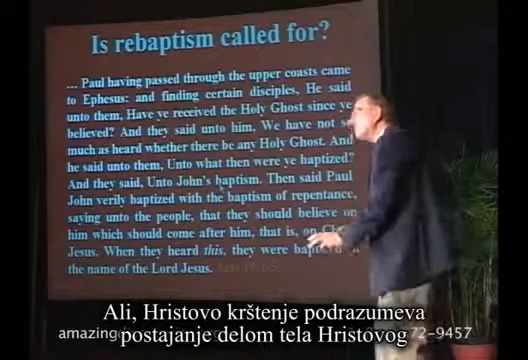 Is rebaptism called for?
... Paul having passed through the upper coasts came
to Ephesus: and finding certain disciples, He said
unto them, Have ye received the Holy Ghost since ye
believed? And they said unto him, We have not so
much as heard whether there be any Holy Ghost. And
he said unto them, Unto what then were ye baptized?
And they said, Unto John's baptism. Then said Paul
John verily baptized with the baptism of repentance,
saying unto the people, that they should believe on
him which should come after him, that is, on
Jesus. When they heard this, they were
the name of the Lord Jesus.
Ali, Hristovo krštenje podrazumeva
postajanje delom tela Hristovog